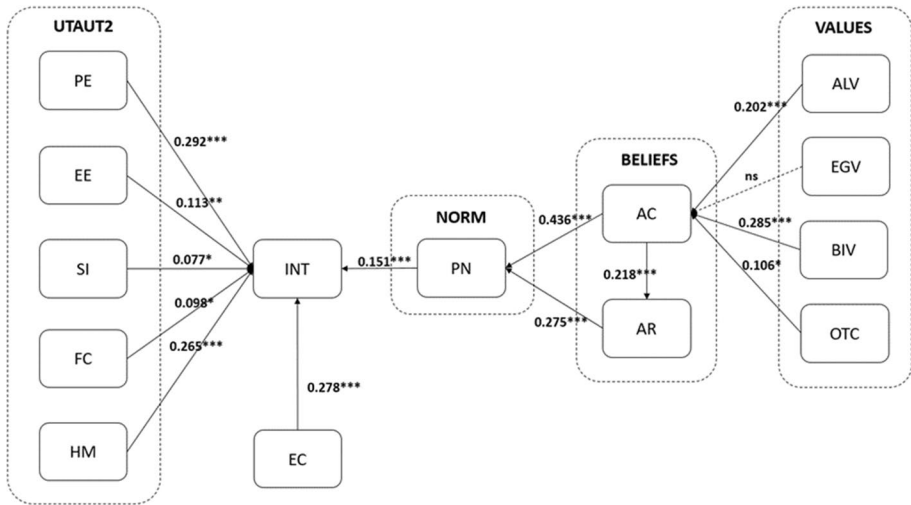 UTAUT2
PE
0.292***
EE
0.113**
SI
0.077*
FC
0.098*
HM
0.265***
INT
EC
0.278***
0.151***
NORM
PN
0.436***
0.275***
BELIEFS
AC
0.218***
AR
VALUES
ALV
0.202***
EGV
ns
BIV
0.285***
OTC
0.106*